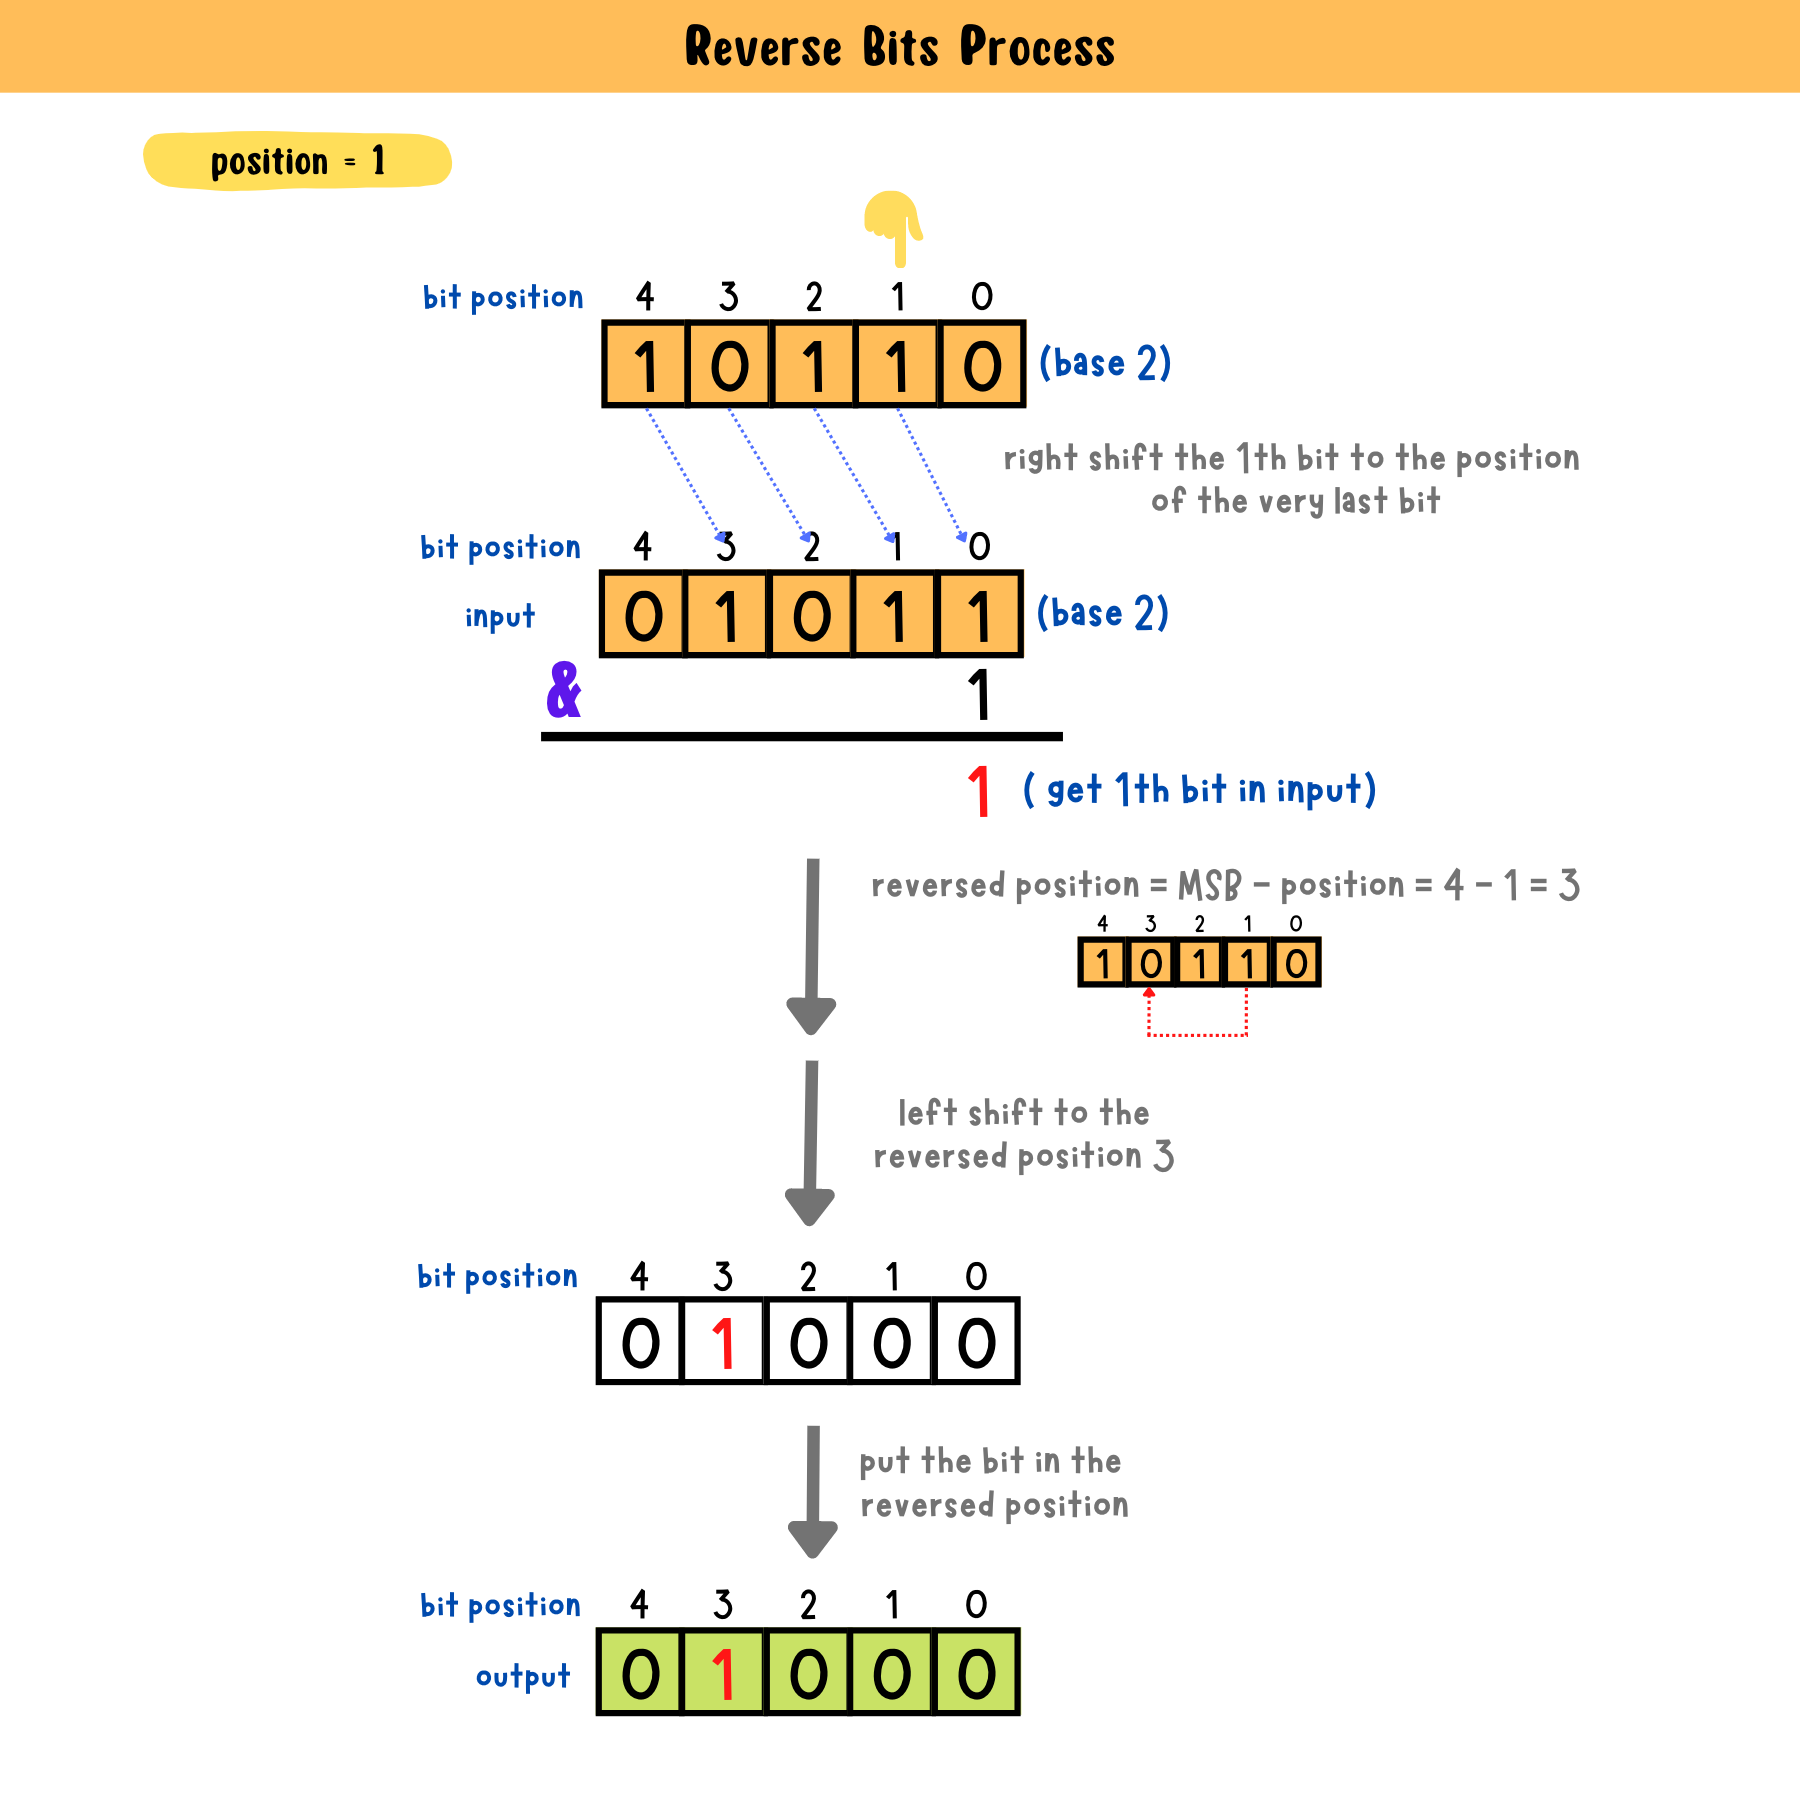 Reverse Bits Process
position = 1
bit position 4 3 2 1 0
1 0 1 1 0 (base 2)
right shift the 1th bit to the position
of the very last bit
bit position 4 3 2 1 0
input 0 1 0 1 1 (base 2)
& 1
1 ( get 1th bit in input)
reversed position = MSB - position = 4 - 1 = 3
4 3 2 1 0
1 0 1 1 0
left shift to the
reversed position 3
bit position 4 3 2 1 0
0 1 0 0 0
put the bit in the
reversed position
bit position 4 3 2 1 0
output 0 1 0 0 0